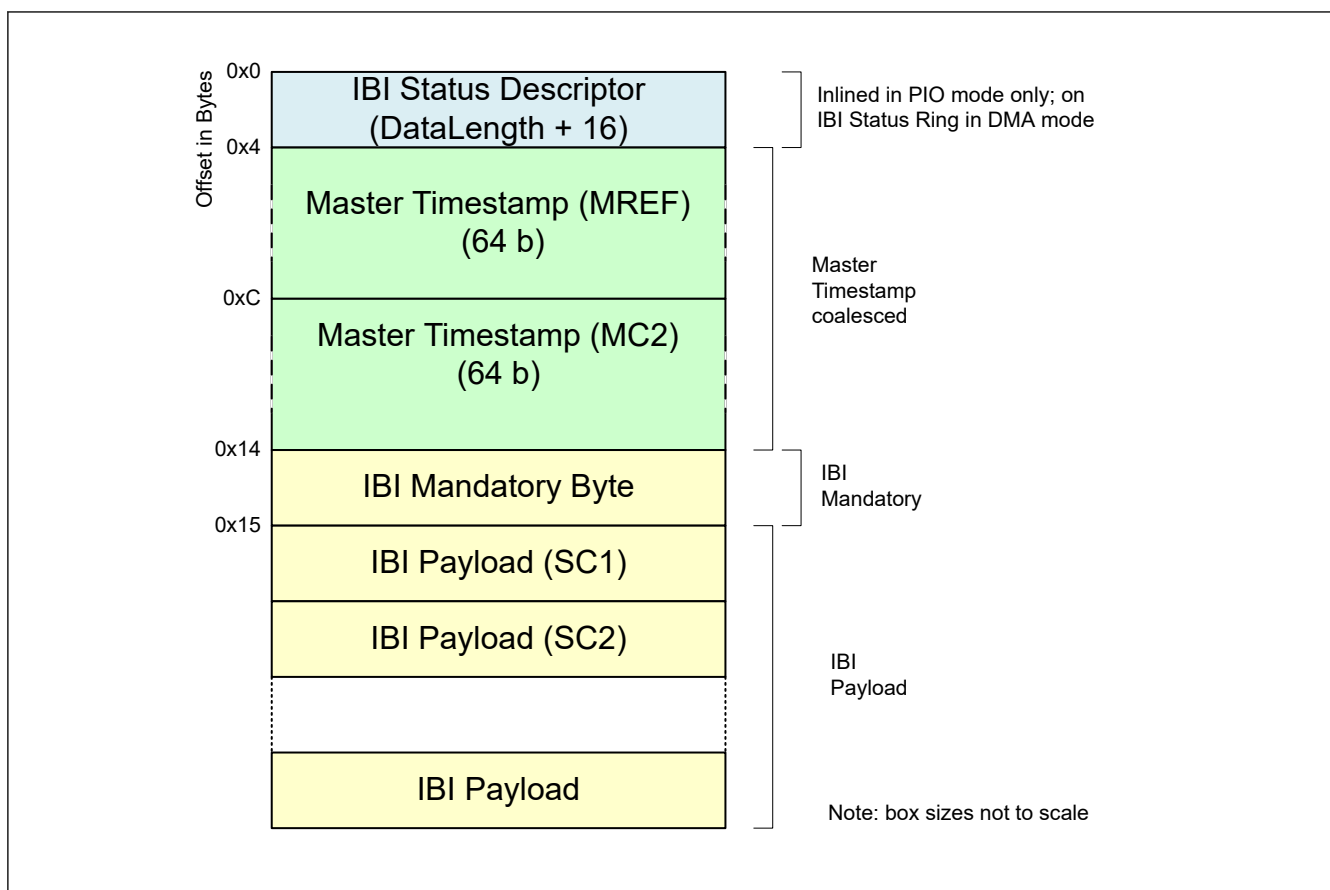 Offset in Bytes
0x0
IBI Status Descriptor
(DataLength + 16)
Inlined in PIO mode only; on
IBI Status Ring in DMA mode
0x4
Master Timestamp (MREF)
(64 b)
Master
Timestamp
coalesced
0xC
Master Timestamp (MC2)
(64 b)
0x14
IBI Mandatory Byte
IBI
Mandatory
0x15
IBI Payload (SC1)
IBI Payload (SC2)
IBI
Payload
IBI Payload
Note: box sizes not to scale